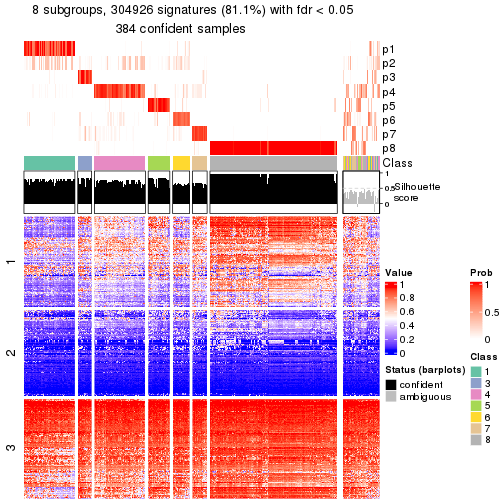 8 subgroups, 304926 signatures (81.1%) with fdr < 0.05
384 confident samples
p1
p2
p3
p4
p5
p6
p7
p8
Class
1
0.5
0
Silhouette
score
1
2
3
Value
1
0.8
0.6
0.4
0.2
0
Prob
1
0.5
0
Status (barplots)
confident
ambiguous
Class
1
3
4
5
6
7
8